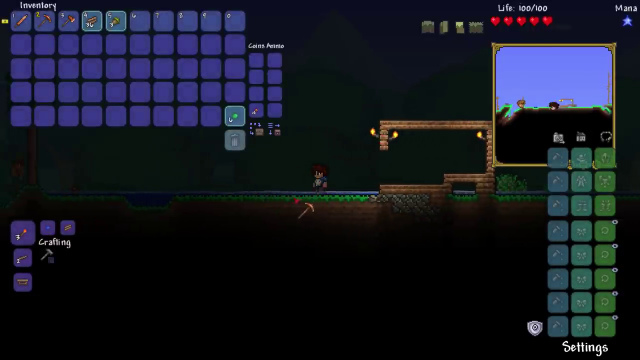 Inventory
Life: 100/100
Mana
Coins Ammo
Crafting
Settings